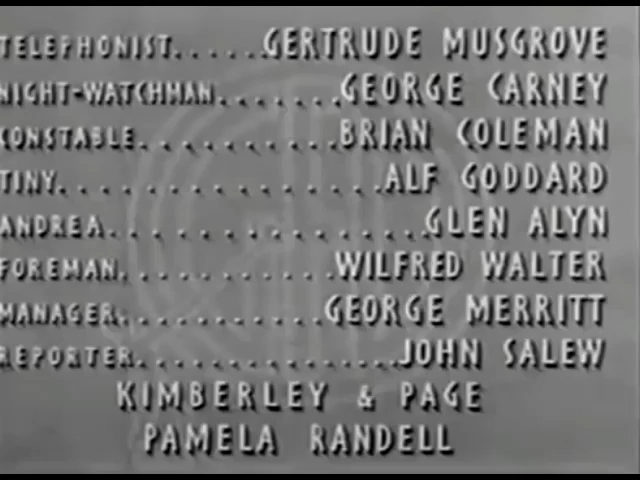 TELEPHONIST......GERTRUDE MUSGROVE
NIGHT-WATCHMAN.......GEORGE CARNEY
CONSTABLE..........BRIAN COLEMAN
TINY...............ALF GODDARD
ANDREA...............GLEN ALYN
FOREMAN..........WILFRED WALTER
MANAGER..........GEORGE MERRITT
REPORTER.............JOHN SALEW
KIMBERLEY & PAGE
PAMELA RANDELL